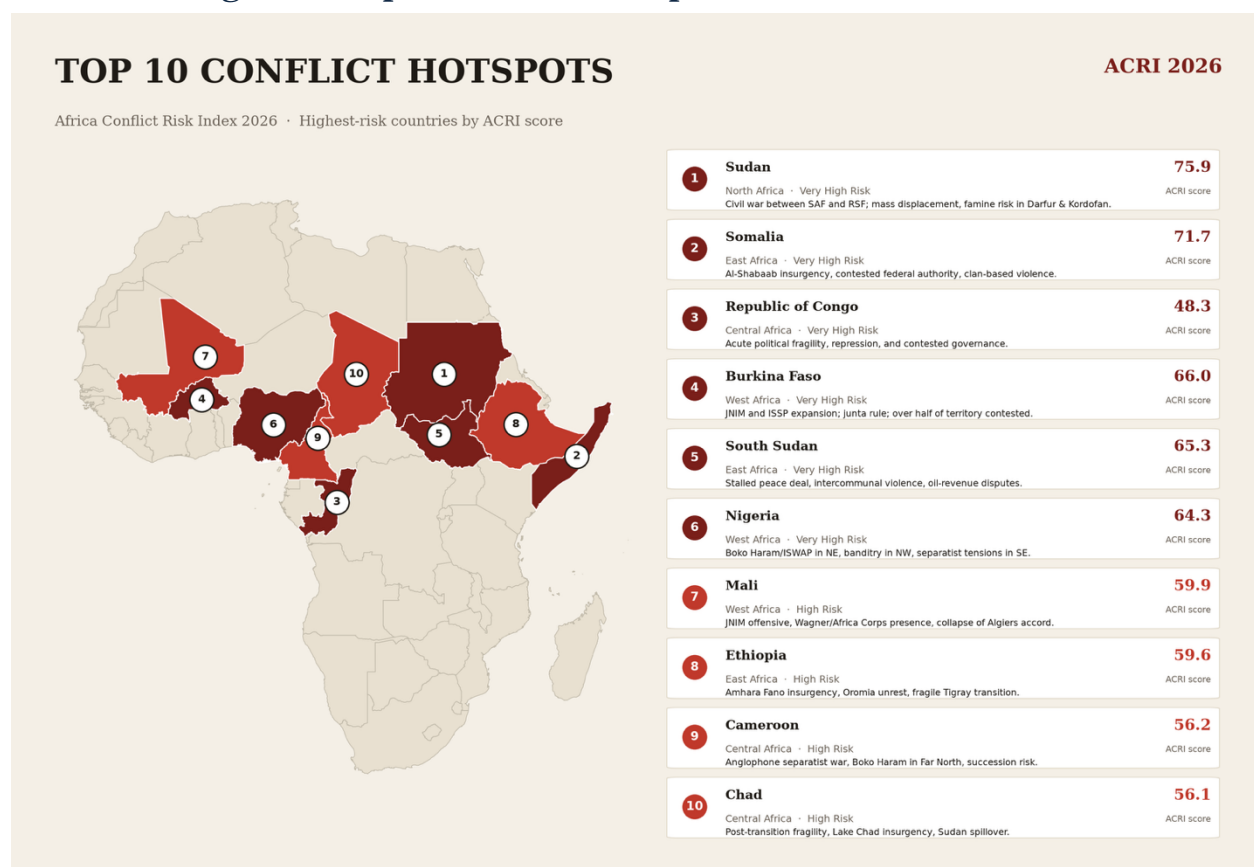 TOP 10 CONFLICT HOTSPOTS
ACRI 2026
Africa Conflict Risk Index 2026 · Highest-risk countries by ACRI score
1
Sudan
75.9
North Africa · Very High Risk
ACRI score
Civil war between SAF and RSF; mass displacement, famine risk in Darfur & Kordofan.
2
Somalia
71.7
East Africa · Very High Risk
ACRI score
Al-Shabaab insurgency, contested federal authority, clan-based violence.
3
Republic of Congo
48.3
Central Africa · Very High Risk
ACRI score
Acute political fragility, repression, and contested governance.
4
Burkina Faso
66.0
West Africa · Very High Risk
ACRI score
JNIM and ISSP expansion; junta rule; over half of territory contested.
5
South Sudan
65.3
East Africa · Very High Risk
ACRI score
Stalled peace deal, intercommunal violence, oil-revenue disputes.
6
Nigeria
64.3
West Africa · Very High Risk
ACRI score
Boko Haram/ISWAP in NE, banditry in NW, separatist tensions in SE.
7
Mali
59.9
West Africa · High Risk
ACRI score
JNIM offensive, Wagner/Africa Corps presence, collapse of Algiers accord.
8
Ethiopia
59.6
East Africa · High Risk
ACRI score
Amhara Fano insurgency, Oromia unrest, fragile Tigray transition.
9
Cameroon
56.2
Central Africa · High Risk
ACRI score
Anglophone separatist war, Boko Haram in Far North, succession risk.
10
Chad
56.1
Central Africa · High Risk
ACRI score
Post-transition fragility, Lake Chad insurgency, Sudan spillover.
7
10
1
4
6
9
5
8
2
3